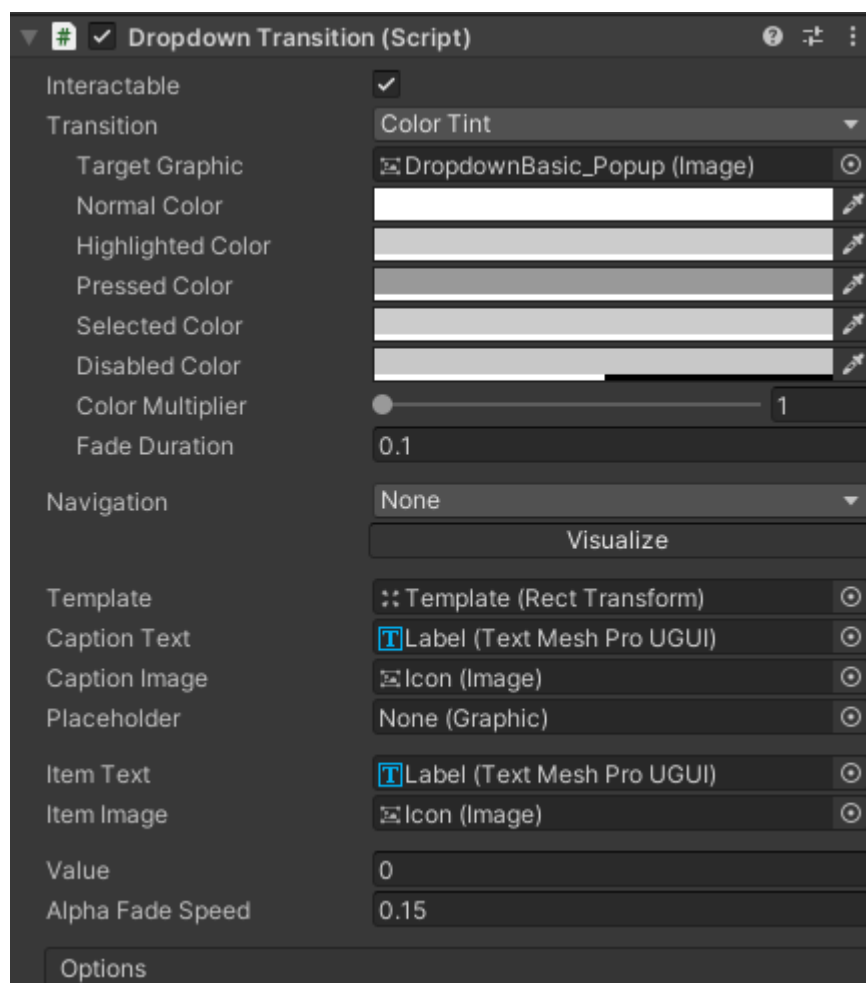 Dropdown Transition (Script)
Interactable
Transition Color Tint
Target Graphic DropdownBasic_Popup (Image)
Normal Color
Highlighted Color
Pressed Color
Selected Color
Disabled Color
Color Multiplier 1
Fade Duration 0.1
Navigation None
Visualize
Template Template (Rect Transform)
Caption Text Label (Text Mesh Pro UGUI)
Caption Image Icon (Image)
Placeholder None (Graphic)
Item Text Label (Text Mesh Pro UGUI)
Item Image Icon (Image)
Value 0
Alpha Fade Speed 0.15
Options